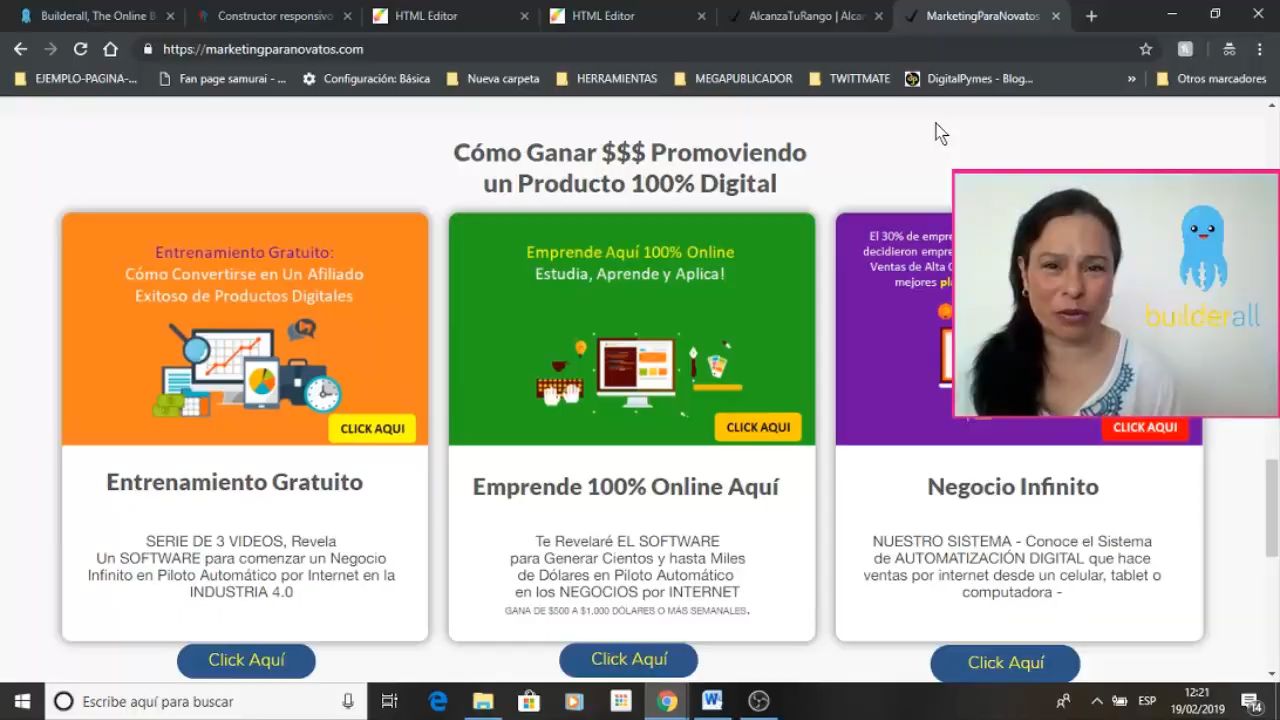 Builderall, The Online B
Constructor responsivo
HTML Editor
HTML Editor
AlcanzaTuRango | Alcan
MarketingParaNovatos
https://marketingparanovatos.com
EJEMPLO-PAGINA-...
Fan page samurai - ...
Configuración: Básica
Nueva carpeta
HERRAMIENTAS
MEGAPUBLICADOR
TWITTMATE
DigitalPymes - Blog...
»
Otros marcadores
Cómo Ganar $$$ Promoviendo
un Producto 100% Digital
Entrenamiento Gratuito:
Cómo Convertirse en Un Afiliado
Exitoso de Productos Digitales
CLICK AQUI
Entrenamiento Gratuito
SERIE DE 3 VIDEOS, Revela
Un SOFTWARE para comenzar un Negocio
Infinito en Piloto Automático por Internet en la
INDUSTRIA 4.0
Click Aquí
Emprende Aquí 100% Online
Estudia, Aprende y Aplica!
CLICK AQUI
Emprende 100% Online Aquí
Te Revelaré EL SOFTWARE
para Generar Cientos y hasta Miles
de Dólares en Piloto Automático
en los NEGOCIOS por INTERNET
GANA DE $500 A $1,000 DÓLARES O MÁS SEMANALES.
Click Aquí
El 30% de empre
decidieron empre
Ventas de Alta
mejores
builderall
CLICK AQUI
Negocio Infinito
NUESTRO SISTEMA - Conoce el Sistema
de AUTOMATIZACIÓN DIGITAL que hace
ventas por internet desde un celular, tablet o
computadora -
Click Aquí
Escribe aquí para buscar
ESP
12:21
19/02/2019
14